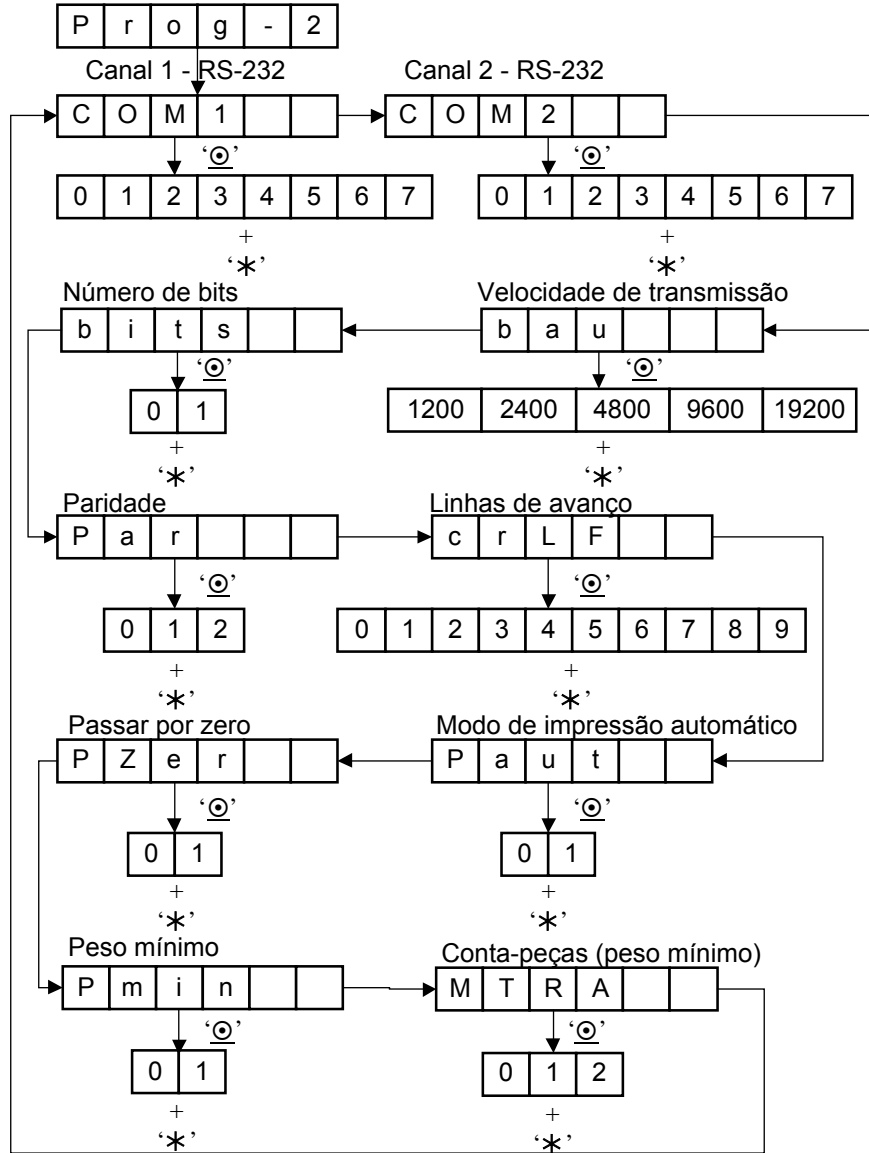 P r o g - 2
Canal 1 - RS-232 Canal 2 - RS-232
C O M 1 C O M 2
‘⊙’ ‘⊙’
0 1 2 3 4 5 6 7 0 1 2 3 4 5 6 7
+ +
‘*’ ‘*’
Número de bits Velocidade de transmissão
b i t s b a u
‘⊙’ ‘⊙’
0 1 1200 2400 4800 9600 19200
+ +
‘*’ ‘*’
Paridade Linhas de avanço
P a r c r L F
‘⊙’ ‘⊙’
0 1 2 0 1 2 3 4 5 6 7 8 9
+ +
‘*’ ‘*’
Passar por zero Modo de impressão automático
P Z e r P a u t
‘⊙’ ‘⊙’
0 1 0 1
+ +
‘*’ ‘*’
Peso mínimo Conta-peças (peso mínimo)
P m i n M T R A
‘⊙’ ‘⊙’
0 1 0 1 2
+ +
‘*’ ‘*’